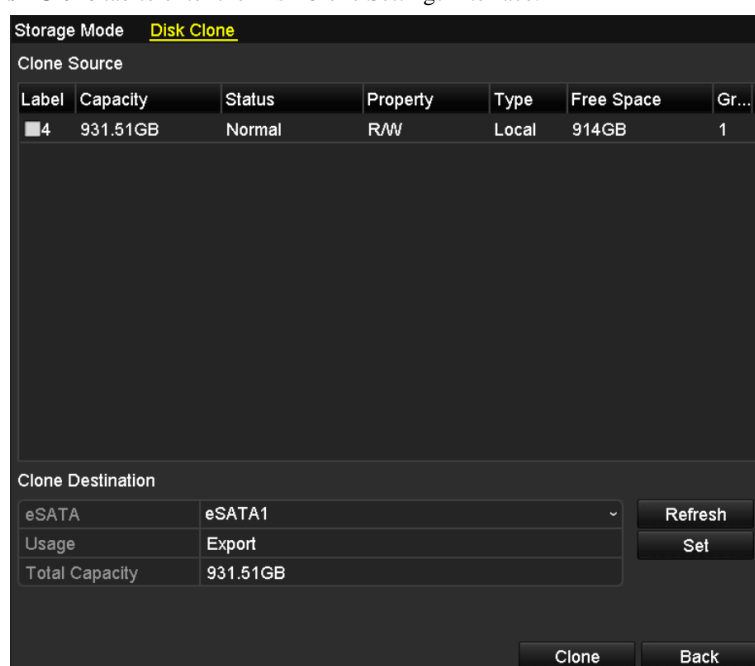 Storage Mode Disk Clone
Clone Source
Label Capacity Status Property Type Free Space Gr...
4 931.51GB Normal R/W Local 914GB 1
Clone Destination
eSATA eSATA1 Refresh
Usage Export Set
Total Capacity 931.51GB
Clone Back